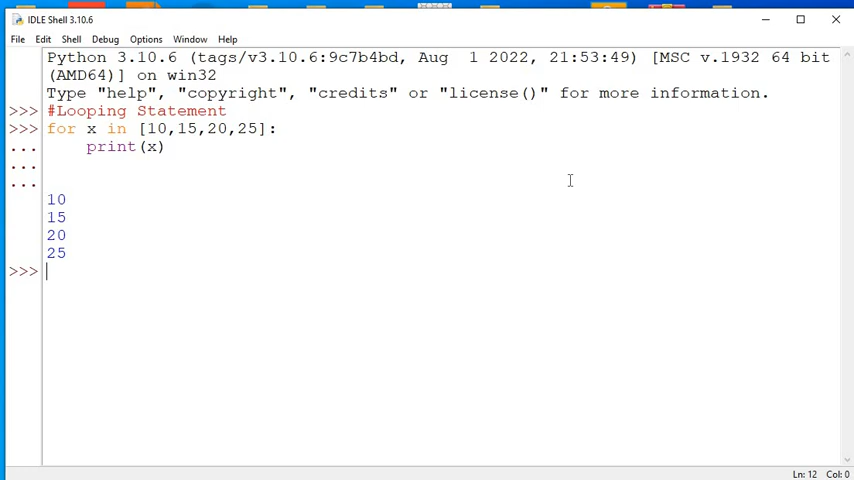 IDLE Shell 3.10.6
File Edit Shell Debug Options Window Help
Python 3.10.6 (tags/v3.10.6:9c7b4bd, Aug  1 2022, 21:53:49) [MSC v.1932 64 bit
(AMD64)] on win32
Type "help", "copyright", "credits" or "license()" for more information.
>>> #Looping Statement
>>> for x in [10,15,20,25]:
...     print(x)
...
...
10
15
20
25
>>>
Ln: 12 Col: 0